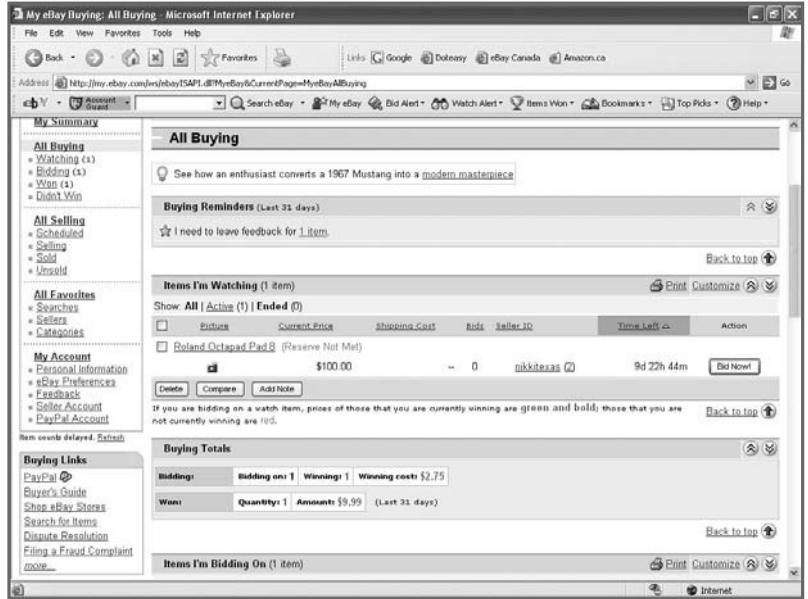 My eBay Buying: All Buying - Microsoft Internet Explorer
File Edit View Favorites Tools Help
Back Favorites Links Google Doteasy eBay Canada Amazon.ca
Address http://my.ebay.com/ws/ebayISAPI.dll?MyeBay&CurrentPage=MyeBayAllBuying Go
eb Y Account Guard Search eBay My eBay Bid Alert Watch Alert Items Won Bookmarks Top Picks Help
My Summary
All Buying
Watching (1)
Bidding (1)
Won (1)
Didn't Win
All Selling
Scheduled
Selling
Sold
Unsold
All Favorites
Searches
Sellers
Categories
My Account
Personal Information
eBay Preferences
Feedback
Seller Account
PayPal Account
Item counts delayed. Refresh
Buying Links
PayPal
Buyer's Guide
Shop eBay Stores
Search for Items
Dispute Resolution
Filing a Fraud Complaint
more...
All Buying
See how an enthusiast converts a 1967 Mustang into a modern masterpiece
Buying Reminders (Last 31 days)
I need to leave feedback for 1 item.
Back to top
Items I'm Watching (1 item) Print Customize
Show: All | Active (1) | Ended (0)
Picture Current Price Shipping Cost Bids Seller ID Time Left Action
Roland Octapad Pad 8 (Reserve Not Met)
$100.00 -- 0 nikkitexas (2) 9d 22h 44m Bid Now!
Delete Compare Add Note
If you are bidding on a watch item, prices of those that you are currently winning are green and bold; those that you are
not currently winning are red.
Back to top
Buying Totals
Bidding: Bidding on: 1 Winning: 1 Winning cost: $2.75
Won: Quantity: 1 Amount: $9.99 (Last 31 days)
Back to top
Items I'm Bidding On (1 item) Print Customize
Internet